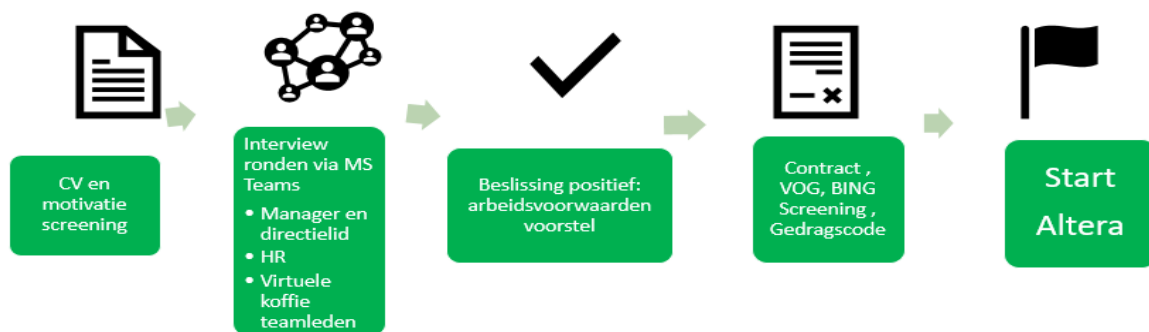 CV en
motivatie
screening
Interview
ronden via MS
Teams
• Manager en
directielid
• HR
• Virtuele
koffie
teamleden
Beslissing positief:
arbeidsvoorwaarden
voorstel
Contract ,
VOG, BING
Screening ,
Gedragscode
Start
Altera